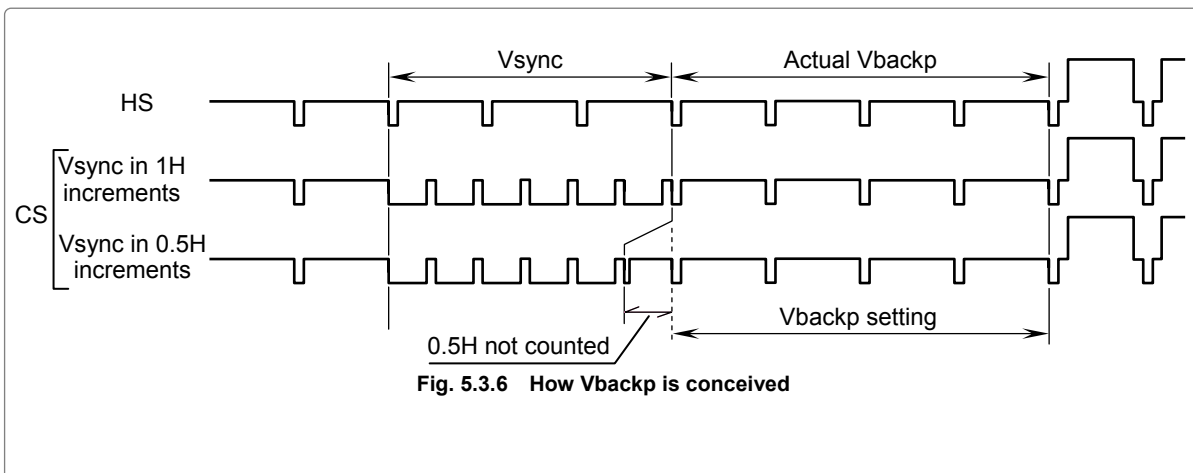 Vsync
Actual Vbackp
HS
Vsync in 1H
increments
CS
Vsync in 0.5H
increments
Vbackp setting
0.5H not counted
Fig. 5.3.6 How Vbackp is conceived